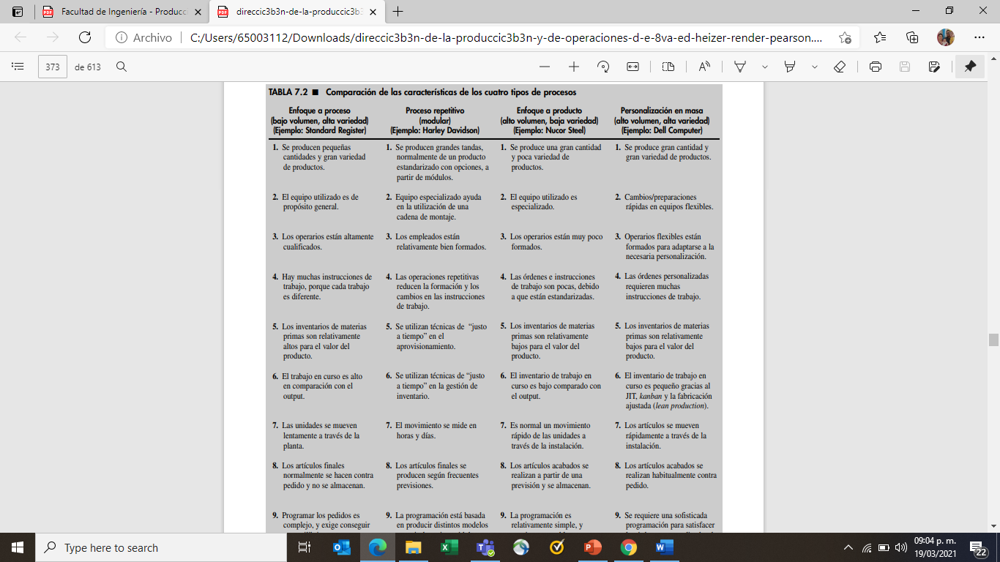 Facultad de Ingeniería - Producci
direccic3b3n-de-la-produccic3b3
Archivo
C:/Users/65003112/Downloads/direccic3b3n-de-la-produccic3b3n-y-de-operaciones-d-e-8va-ed-heizer-render-pearson....
373 de 613
TABLA 7.2 ■ Comparación de las características de los cuatro tipos de procesos
Enfoque a proceso
(bajo volumen, alta variedad)
(Ejemplo: Standard Register)
Proceso repetitivo
(modular)
(Ejemplo: Harley Davidson)
Enfoque a producto
(alto volumen, baja variedad)
(Ejemplo: Nucor Steel)
Personalización en masa
(alto volumen, alta variedad)
(Ejemplo: Dell Computer)
1. Se producen pequeñas
cantidades y gran variedad
de productos.
1. Se producen grandes tandas,
normalmente de un producto
estandarizado con opciones, a
partir de módulos.
1. Se produce una gran cantidad
y poca variedad de
productos.
1. Se produce gran cantidad y
gran variedad de productos.
2. El equipo utilizado es de
propósito general.
2. Equipo especializado ayuda
en la utilización de una
cadena de montaje.
2. El equipo utilizado es
especializado.
2. Cambios/preparaciones
rápidas en equipos flexibles.
3. Los operarios están altamente
cualificados.
3. Los empleados están
relativamente bien formados.
3. Los operarios están muy poco
formados.
3. Operarios flexibles están
formados para adaptarse a la
necesaria personalización.
4. Hay muchas instrucciones de
trabajo, porque cada trabajo
es diferente.
4. Las operaciones repetitivas
reducen la formación y los
cambios en las instrucciones
de trabajo.
4. Las órdenes e instrucciones
de trabajo son pocas, debido
a que están estandarizadas.
4. Las órdenes personalizadas
requieren muchas
instrucciones de trabajo.
5. Los inventarios de materias
primas son relativamente
altos para el valor del
producto.
5. Se utilizan técnicas de “justo
a tiempo” en el
aprovisionamiento.
5. Los inventarios de materias
primas son relativamente
bajos para el valor del
producto.
5. Los inventarios de materias
primas son relativamente
bajos para el valor del
producto.
6. El trabajo en curso es alto
en comparación con el
output.
6. Se utilizan técnicas de “justo
a tiempo” en la gestión de
inventario.
6. El inventario de trabajo en
curso es bajo comparado con
el output.
6. El inventario de trabajo en
curso es pequeño gracias al
JIT, kanban y la fabricación
ajustada (lean production).
7. Las unidades se mueven
lentamente a través de la
planta.
7. El movimiento se mide en
horas y días.
7. Es normal un movimiento
rápido de las unidades a
través de la instalación.
7. Los artículos se mueven
rápidamente a través de la
instalación.
8. Los artículos finales
normalmente se hacen contra
pedido y no se almacenan.
8. Los artículos finales se
producen según frecuentes
previsiones.
8. Los artículos acabados se
realizan a partir de una
previsión y se almacenan.
8. Los artículos acabados se
realizan habitualmente contra
pedido.
9. Programar los pedidos es
complejo, y exige conseguir
9. La programación está basada
en producir distintos modelos
9. La programación es
relativamente simple, y
9. Se requiere una sofisticada
programación para satisfacer
Type here to search
09:04 p. m.
19/03/2021
22